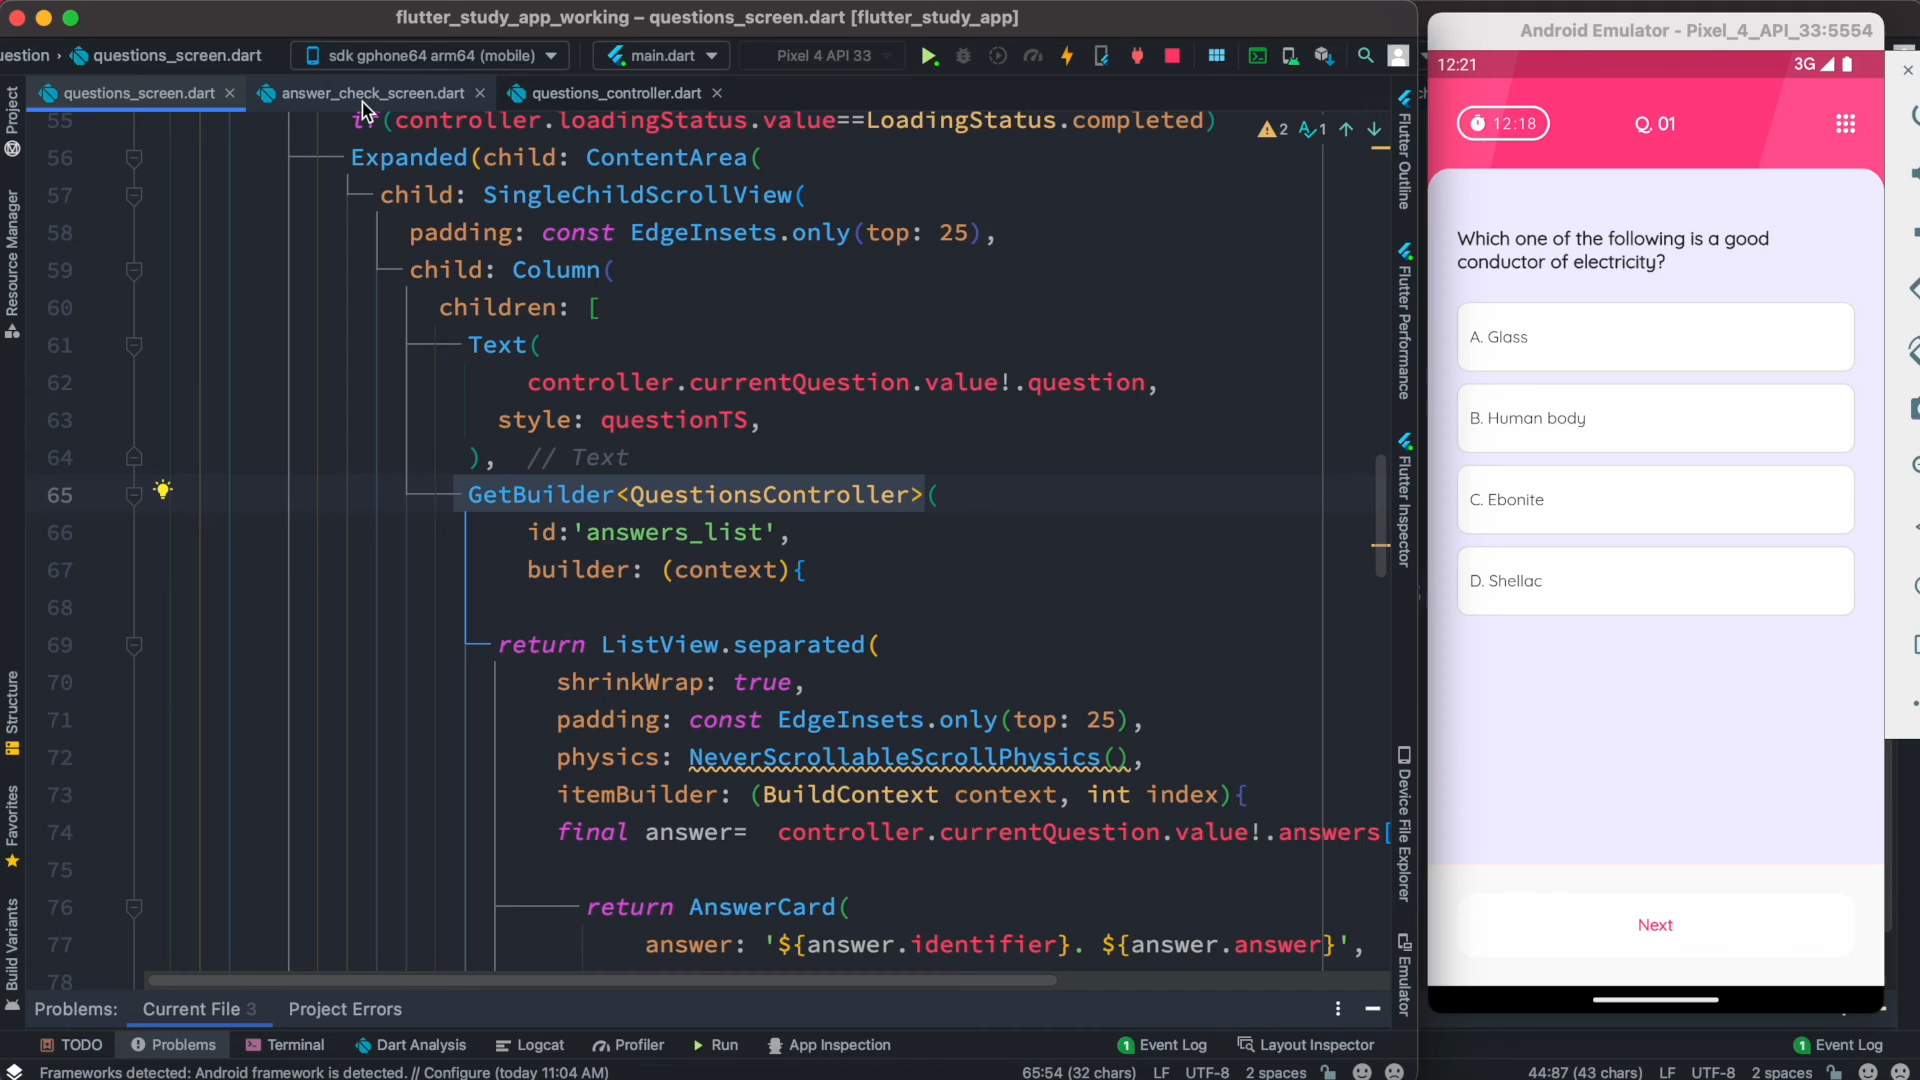 flutter_study_app_working – questions_screen.dart [flutter_study_app]
Android Emulator - Pixel_4_API_33:5554
uestion › questions_screen.dart
sdk gphone64 arm64 (mobile)
main.dart
Pixel 4 API 33
questions_screen.dart
answer_check_screen.dart
questions_controller.dart
55 if(controller.loadingStatus.value==LoadingStatus.completed)
2 1
56 Expanded(child: ContentArea(
57 child: SingleChildScrollView(
58 padding: const EdgeInsets.only(top: 25),
59 child: Column(
60 children: [
61 Text(
62 controller.currentQuestion.value!.question,
63 style: questionTS,
64 ), // Text
65 GetBuilder<QuestionsController>(
66 id:'answers_list',
67 builder: (context){
68
69 return ListView.separated(
70 shrinkWrap: true,
71 padding: const EdgeInsets.only(top: 25),
72 physics: NeverScrollableScrollPhysics(),
73 itemBuilder: (BuildContext context, int index){
74 final answer= controller.currentQuestion.value!.answers[
75
76 return AnswerCard(
77 answer: '${answer.identifier}. ${answer.answer}',
78
Project
Resource Manager
Structure
Favorites
Build Variants
Flutter Outline
Flutter Performance
Flutter Inspector
Device File Explorer
Emulator
12:21
3G
12:18
Q. 01
Which one of the following is a good
conductor of electricity?
A. Glass
B. Human body
C. Ebonite
D. Shellac
Next
Problems: Current File 3 Project Errors
TODO Problems Terminal Dart Analysis Logcat Profiler Run App Inspection 1 Event Log Layout Inspector
1 Event Log
Frameworks detected: Android framework is detected. // Configure (today 11:04 AM)
65:54 (32 chars) LF UTF-8 2 spaces
44:87 (43 chars) LF UTF-8 2 spaces